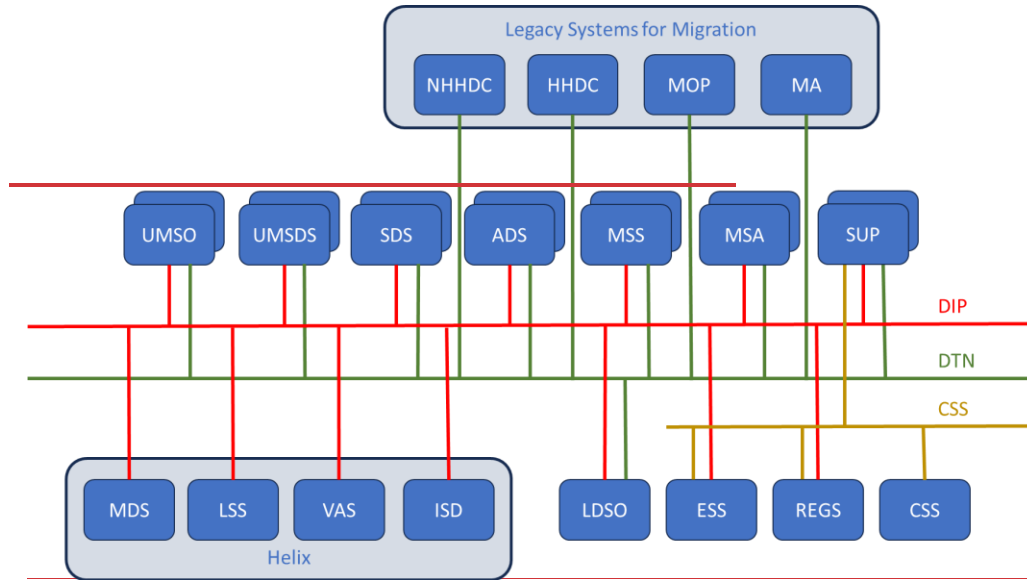 Legacy Systems for Migration
NHHDC HHDC MOP MA
UMSO UMSDS SDS ADS MSS MSA SUP
DIP
DTN
CSS
MDS LSS VAS ISD LDSO ESS REGS CSS
Helix